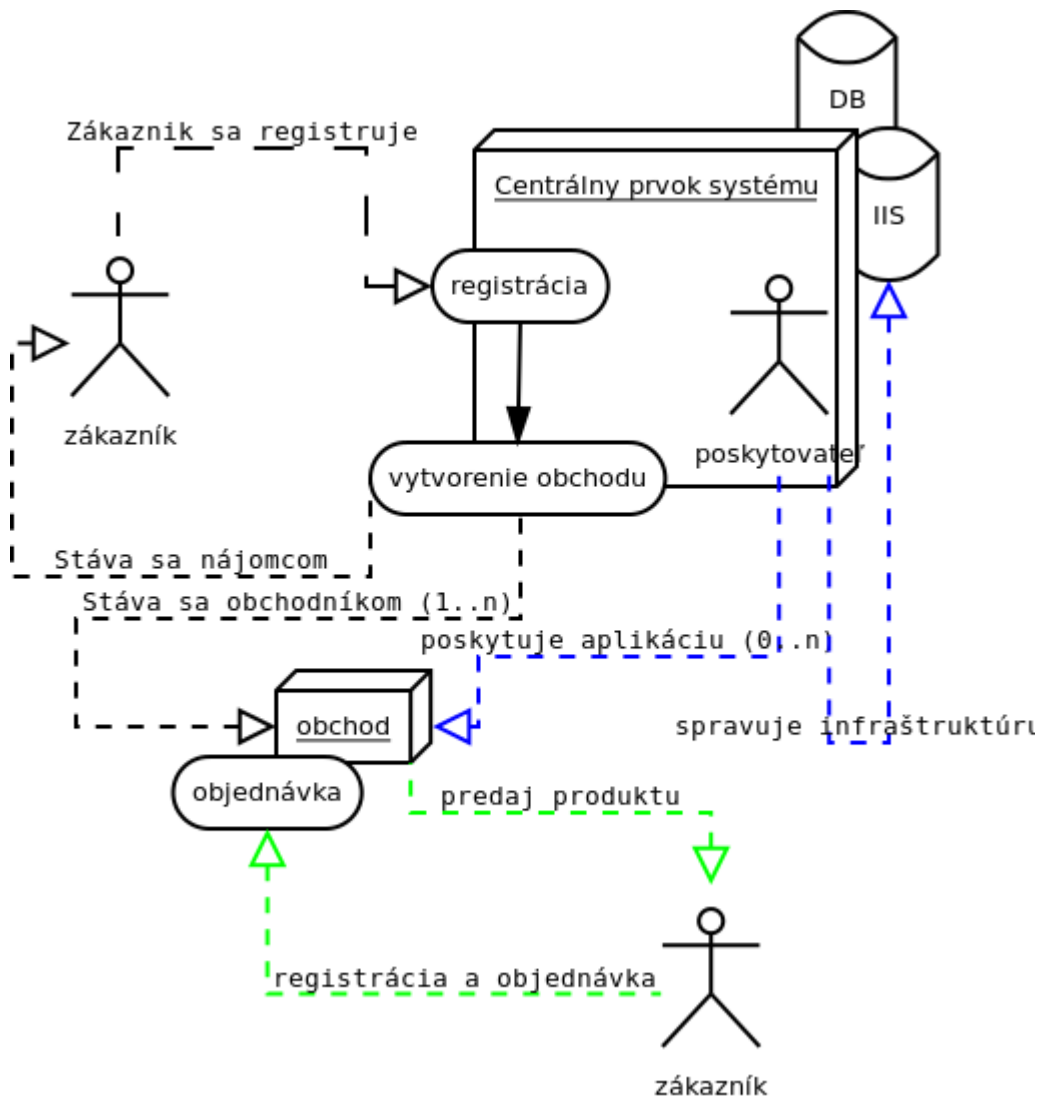 DB
Zákaznik sa registruje
Centrálny prvok systému
IIS
registrácia
zákazník
poskytovateľ
vytvorenie obchodu
Stáva sa nájomcom
Stáva sa obchodníkom (1..n)
poskytuje aplikáciu (0..n)
obchod
spravuje infraštruktúru
objednávka
predaj produktu
registrácia a objednávka
zákazník